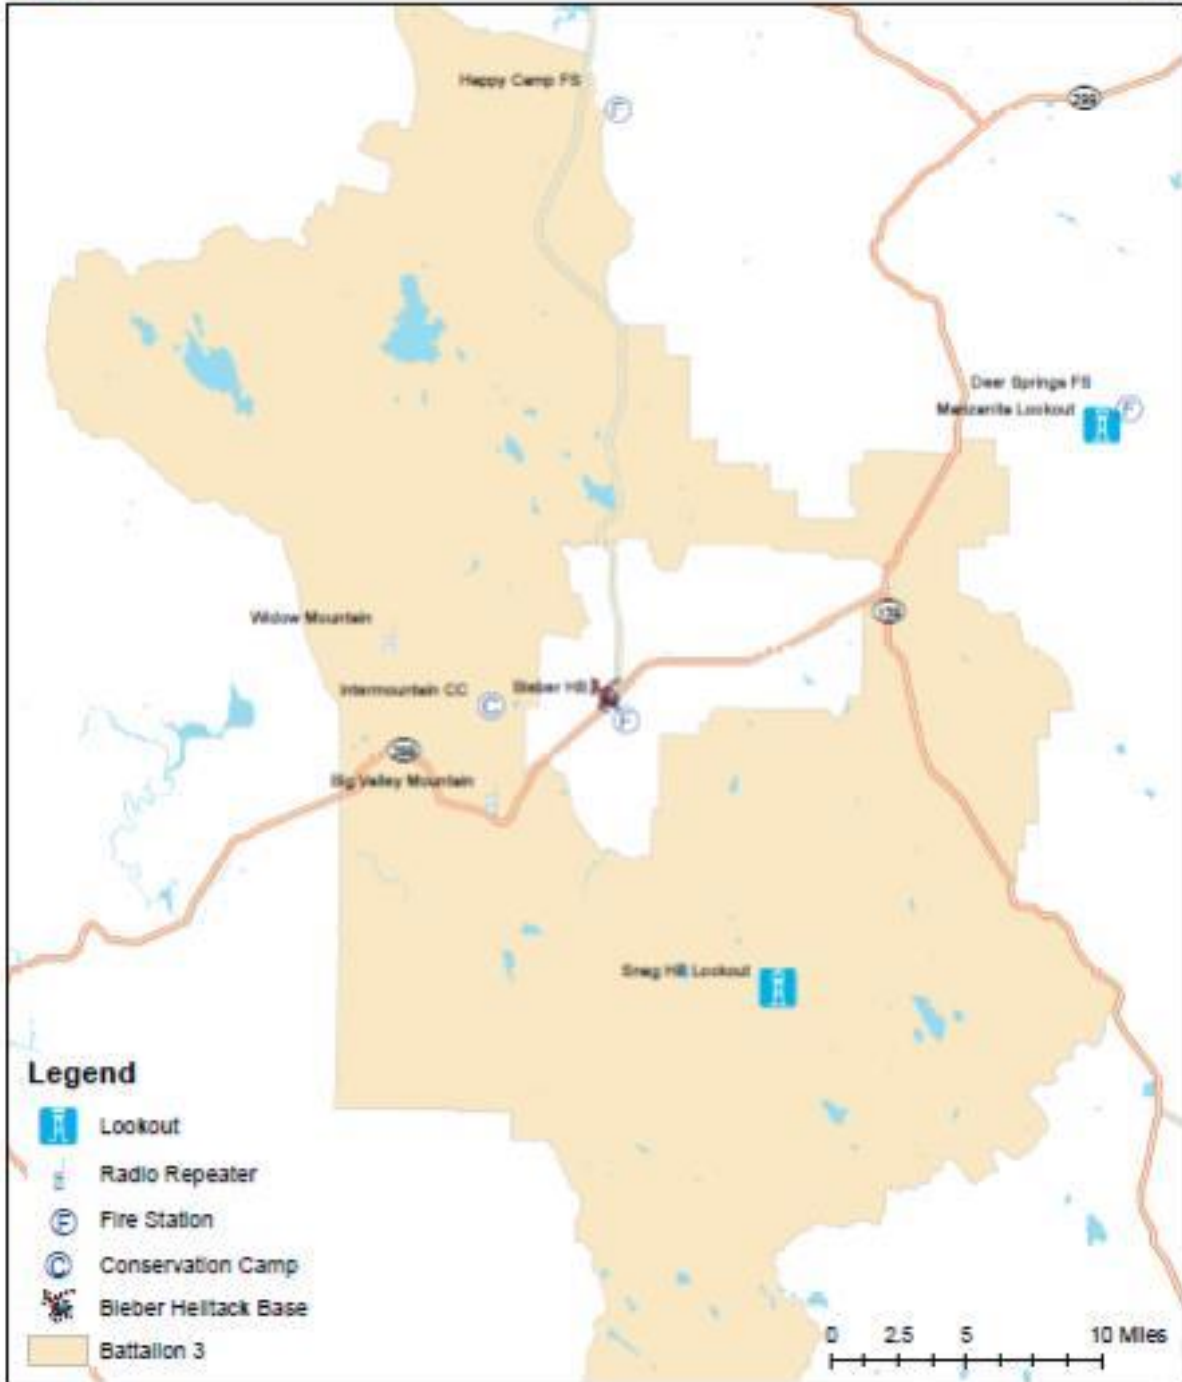 Happy Camp FS
299
Deer Springs FS
Manzanita Lookout
Widow Mountain
139
Intermountain CC
Bieber HB
299
Big Valley Mountain
Snag Hill Lookout
Legend
Lookout
Radio Repeater
Fire Station
Conservation Camp
Bieber Helitack Base
Battalion 3
0 2.5 5 10 Miles